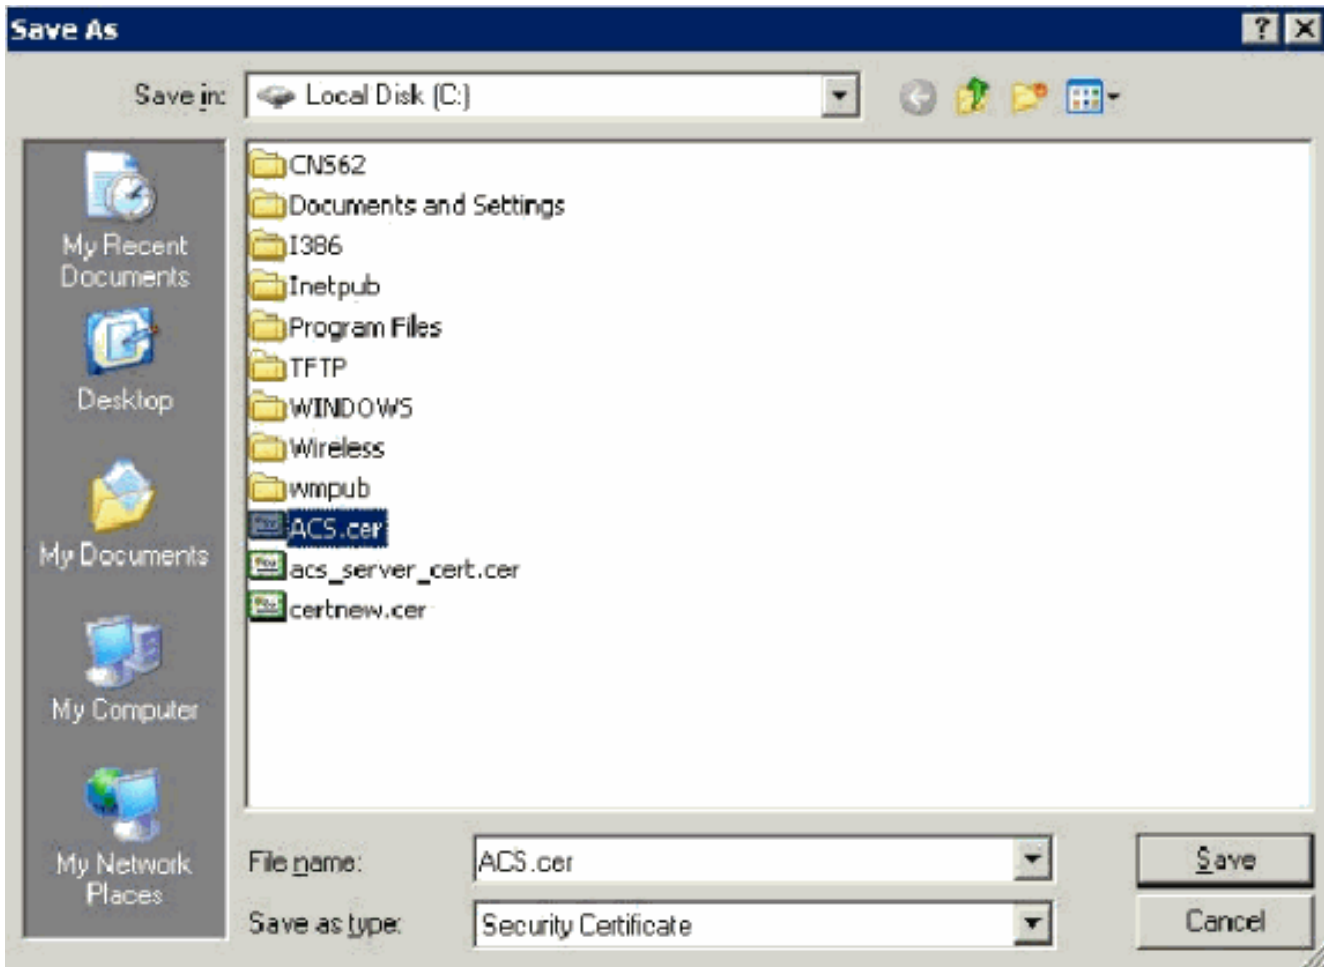 Save As
Save in:
Local Disk (C:)
My Recent
Documents
Desktop
My Documents
My Computer
My Network
Places
CNS62
Documents and Settings
I386
Inetpub
Program Files
TFTP
WINDOWS
Wireless
wmpub
ACS.cer
acs_server_cert.cer
certnew.cer
File name:
ACS.cer
Save
Save as type:
Security Certificate
Cancel